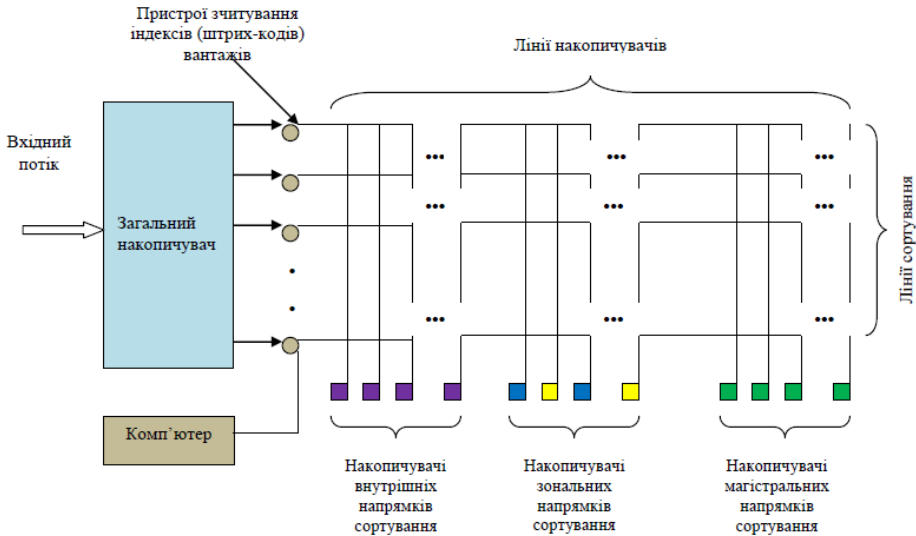 Пристрої зчитування
індексів (штрих-кодів)
вантажів
Лінії накопичувачів
Вхідний
потік
Загальний
накопичувач
...
...
...
...
...
...
...
...
...
Лінії сортування
Комп’ютер
Накопичувачі
внутрішніх
напрямків
сортування
Накопичувачі
зональних
напрямків
сортування
Накопичувачі
магістральних
напрямків
сортування